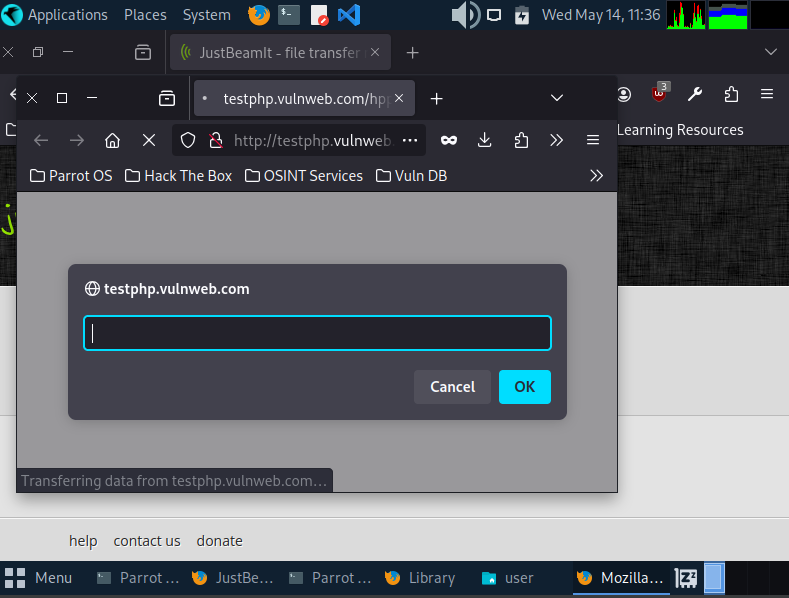 Applications Places System Wed May 14, 11:36
JustBeamIt - file transfer
testphp.vulnweb.com/hpp
3
http://testphp.vulnweb.
Learning Resources
Parrot OS Hack The Box OSINT Services Vuln DB
testphp.vulnweb.com
Cancel OK
Transferring data from testphp.vulnweb.com…
help contact us donate
Menu Parrot ... JustBe... Parrot ... Library user Mozilla...